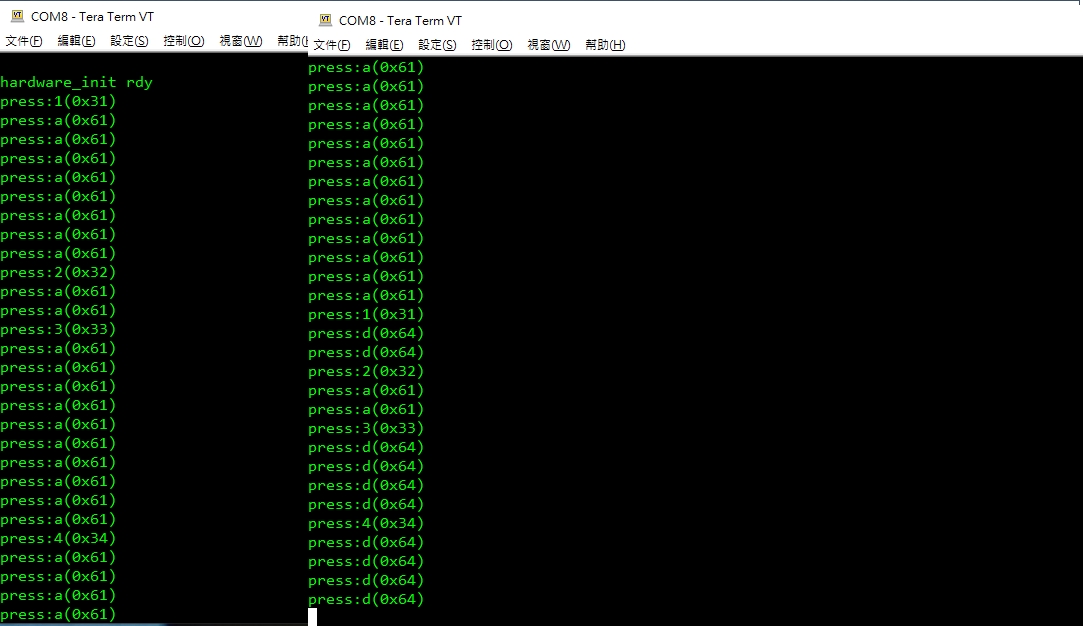 COM8 - Tera Term VT
文件(F) 編輯(E) 設定(S) 控制(O) 視窗(W) 幫助(
hardware_init rdy
press:1(0x31)
press:a(0x61)
press:a(0x61)
press:a(0x61)
press:a(0x61)
press:a(0x61)
press:a(0x61)
press:a(0x61)
press:a(0x61)
press:2(0x32)
press:a(0x61)
press:a(0x61)
press:3(0x33)
press:a(0x61)
press:a(0x61)
press:a(0x61)
press:a(0x61)
press:a(0x61)
press:a(0x61)
press:a(0x61)
press:a(0x61)
press:a(0x61)
press:a(0x61)
press:4(0x34)
press:a(0x61)
press:a(0x61)
press:a(0x61)
press:a(0x61)
COM8 - Tera Term VT
文件(F) 編輯(E) 設定(S) 控制(O) 視窗(W) 幫助(H)
press:a(0x61)
press:a(0x61)
press:a(0x61)
press:a(0x61)
press:a(0x61)
press:a(0x61)
press:a(0x61)
press:a(0x61)
press:a(0x61)
press:a(0x61)
press:a(0x61)
press:a(0x61)
press:a(0x61)
press:1(0x31)
press:d(0x64)
press:d(0x64)
press:2(0x32)
press:a(0x61)
press:a(0x61)
press:3(0x33)
press:d(0x64)
press:d(0x64)
press:d(0x64)
press:d(0x64)
press:4(0x34)
press:d(0x64)
press:d(0x64)
press:d(0x64)
press:d(0x64)